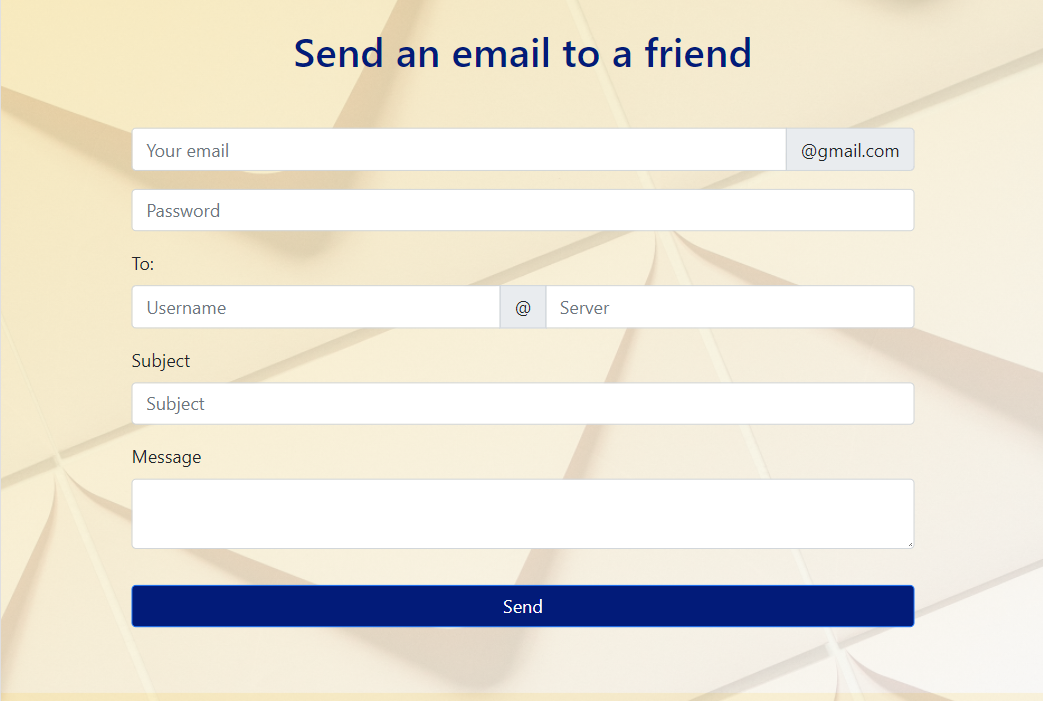 Send an email to a friend
Your email @gmail.com
Password
To:
Username @ Server
Subject
Subject
Message
Send